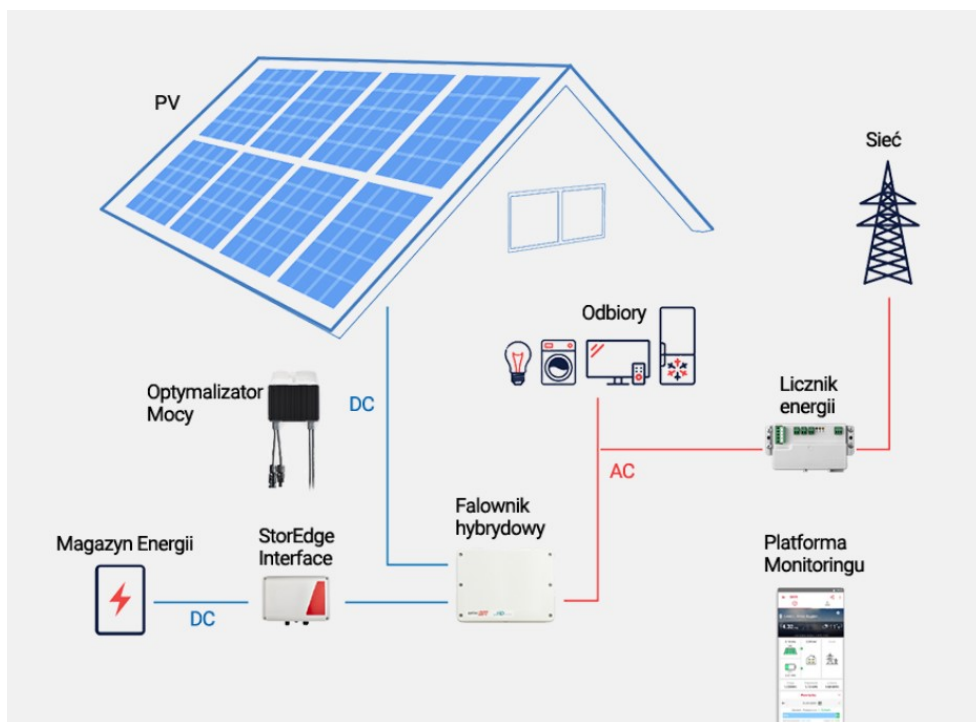 PV
Sieć
Odbiory
Optymalizator
Mocy
DC
Licznik
energii
AC
Falownik
hybrydowy
Magazyn Energii
StorEdge
Interface
DC
Platforma
Monitoringu